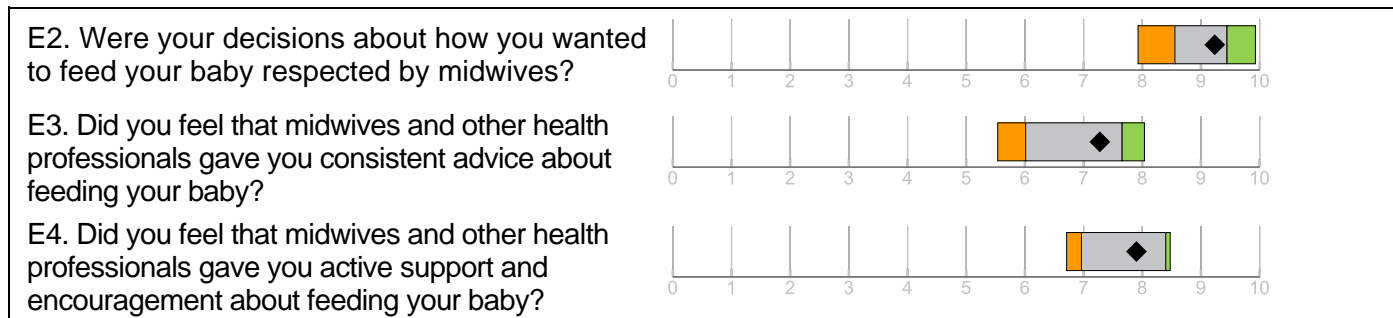 E2. Were your decisions about how you wanted
to feed your baby respected by midwives?
0 1 2 3 4 5 6 7 8 9 10
E3. Did you feel that midwives and other health
professionals gave you consistent advice about
feeding your baby?
0 1 2 3 4 5 6 7 8 9 10
E4. Did you feel that midwives and other health
professionals gave you active support and
encouragement about feeding your baby?
0 1 2 3 4 5 6 7 8 9 10